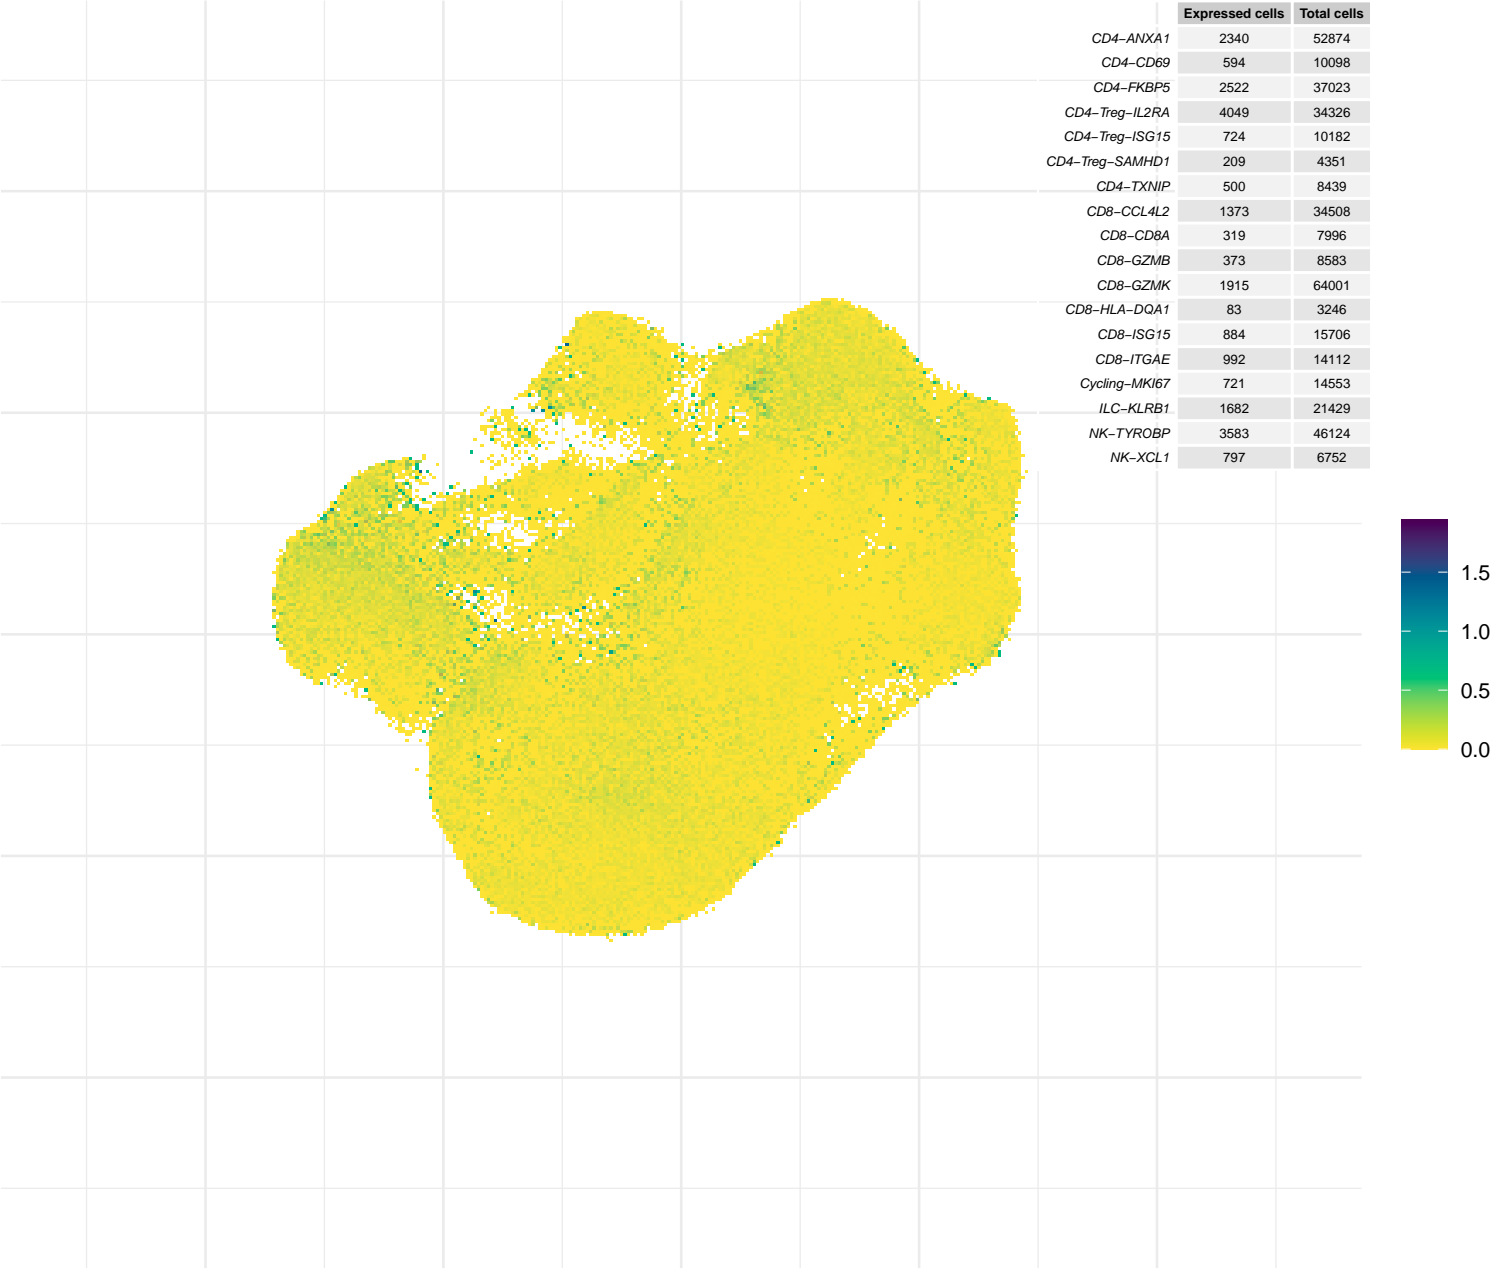 Expressed cells Total cells
CD4−ANXA1 2340 52874
CD4−CD69 594 10098
CD4−FKBP5 2522 37023
CD4−Treg−IL2RA 4049 34326
CD4−Treg−ISG15 724 10182
CD4−Treg−SAMHD1 209 4351
CD4−TXNIP 500 8439
CD8−CCL4L2 1373 34508
CD8−CD8A 319 7996
CD8−GZMB 373 8583
CD8−GZMK 1915 64001
CD8−HLA−DQA1 83 3246
CD8−ISG15 884 15706
CD8−ITGAE 992 14112
Cycling−MKI67 721 14553
ILC−KLRB1 1682 21429
NK−TYROBP 3583 46124
NK−XCL1 797 6752
1.5
1.0
0.5
0.0